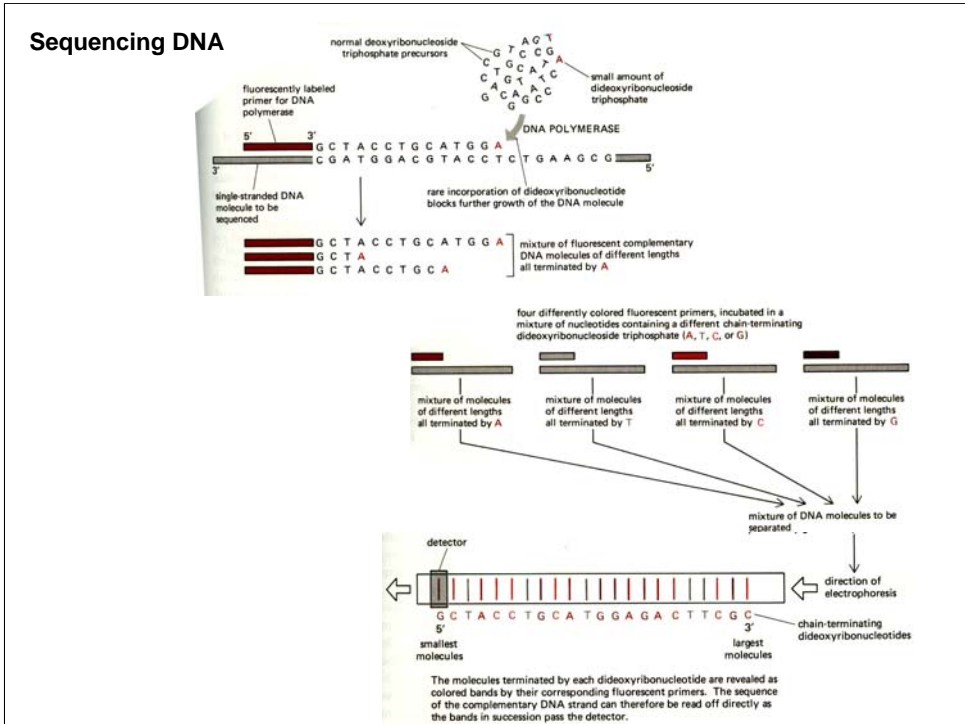 Sequencing DNA
normal deoxyribonucleoside
triphosphate precursors
A G T
G T C C G A
C T G C A T
C A G T T C
G A C A A C
G G C
small amount of
dideoxyribonucleoside
triphosphate
fluorescently labeled
primer for DNA
polymerase
DNA POLYMERASE
5' 3'
G C T A C C T G C A T G G A
C G A T G G A C G T A C C T C T G A A G C G
3' 5'
single-stranded DNA
molecule to be
sequenced
rare incorporation of dideoxyribonucleotide
blocks further growth of the DNA molecule
G C T A C C T G C A T G G A
G C T A
G C T A C C T G C A
mixture of fluorescent complementary
DNA molecules of different lengths
all terminated by A
four differently colored fluorescent primers, incubated in a
mixture of nucleotides containing a different chain-terminating
dideoxyribonucleoside triphosphate (A, T, C, or G)
mixture of molecules
of different lengths
all terminated by A
mixture of molecules
of different lengths
all terminated by T
mixture of molecules
of different lengths
all terminated by C
mixture of molecules
of different lengths
all terminated by G
mixture of DNA molecules to be
separated
detector
direction of
electrophoresis
G C T A C C T G C A T G G A G A C T T C G C
5' 3'
chain-terminating
dideoxyribonucleotides
smallest
molecules
largest
molecules
The molecules terminated by each dideoxyribonucleotide are revealed as
colored bands by their corresponding fluorescent primers. The sequence
of the complementary DNA strand can therefore be read off directly as
the bands in succession pass the detector.